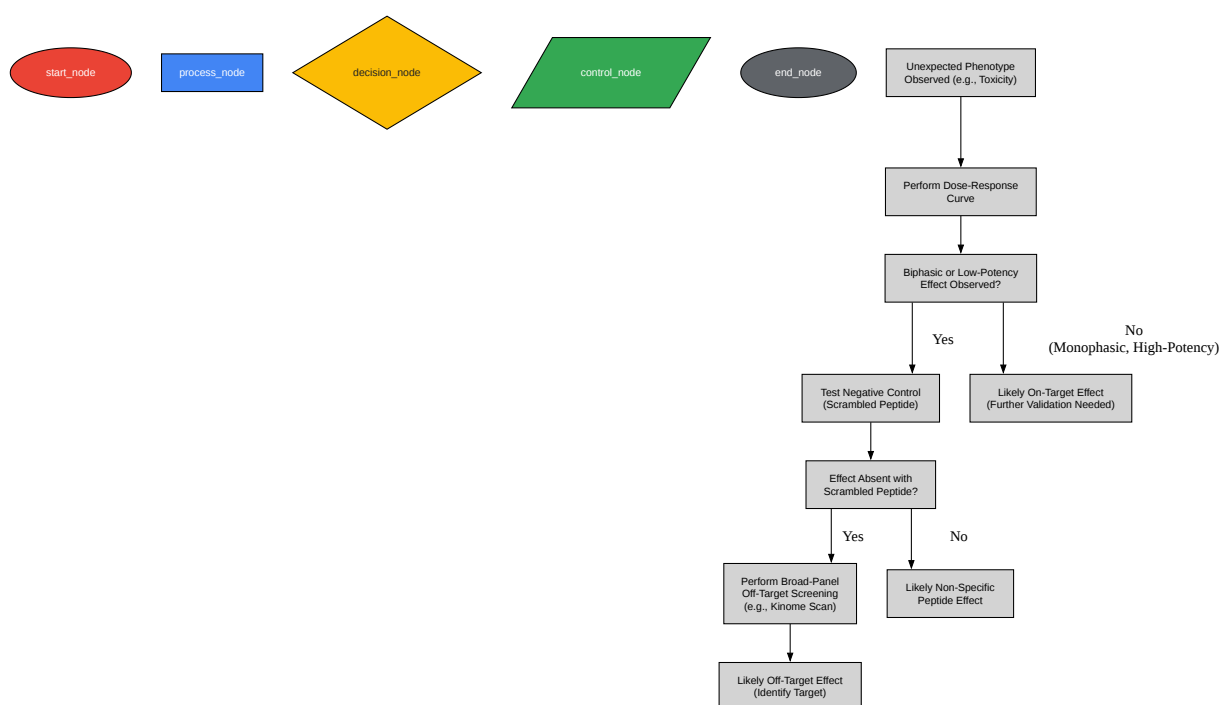 start_node
process_node
decision_node
control_node
end_node
Unexpected Phenotype
Observed (e.g., Toxicity)
Perform Dose-Response
Curve
Biphasic or Low-Potency
Effect Observed?
Yes
No
(Monophasic, High-Potency)
Test Negative Control
(Scrambled Peptide)
Likely On-Target Effect
(Further Validation Needed)
Effect Absent with
Scrambled Peptide?
Yes
No
Perform Broad-Panel
Off-Target Screening
(e.g., Kinome Scan)
Likely Non-Specific
Peptide Effect
Likely Off-Target Effect
(Identify Target)